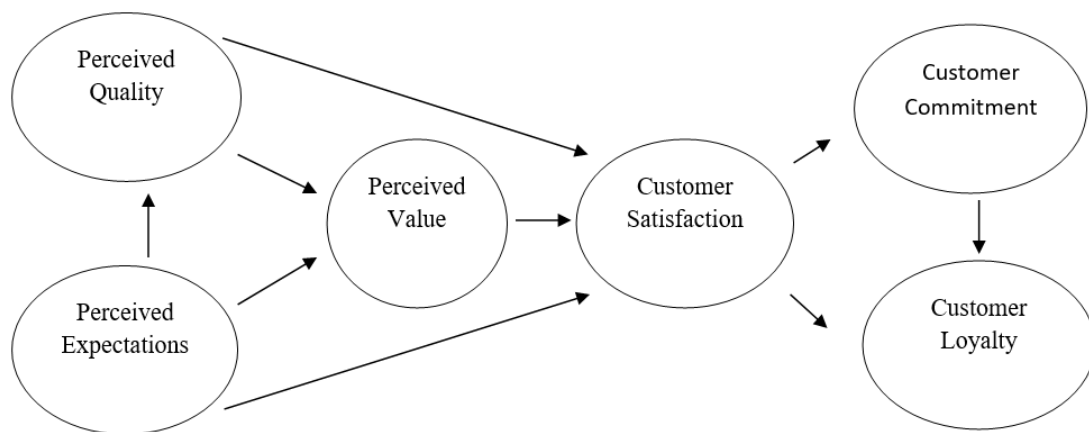 Perceived
Quality
Perceived
Expectations
Perceived
Value
Customer
Satisfaction
Customer
Commitment
Customer
Loyalty